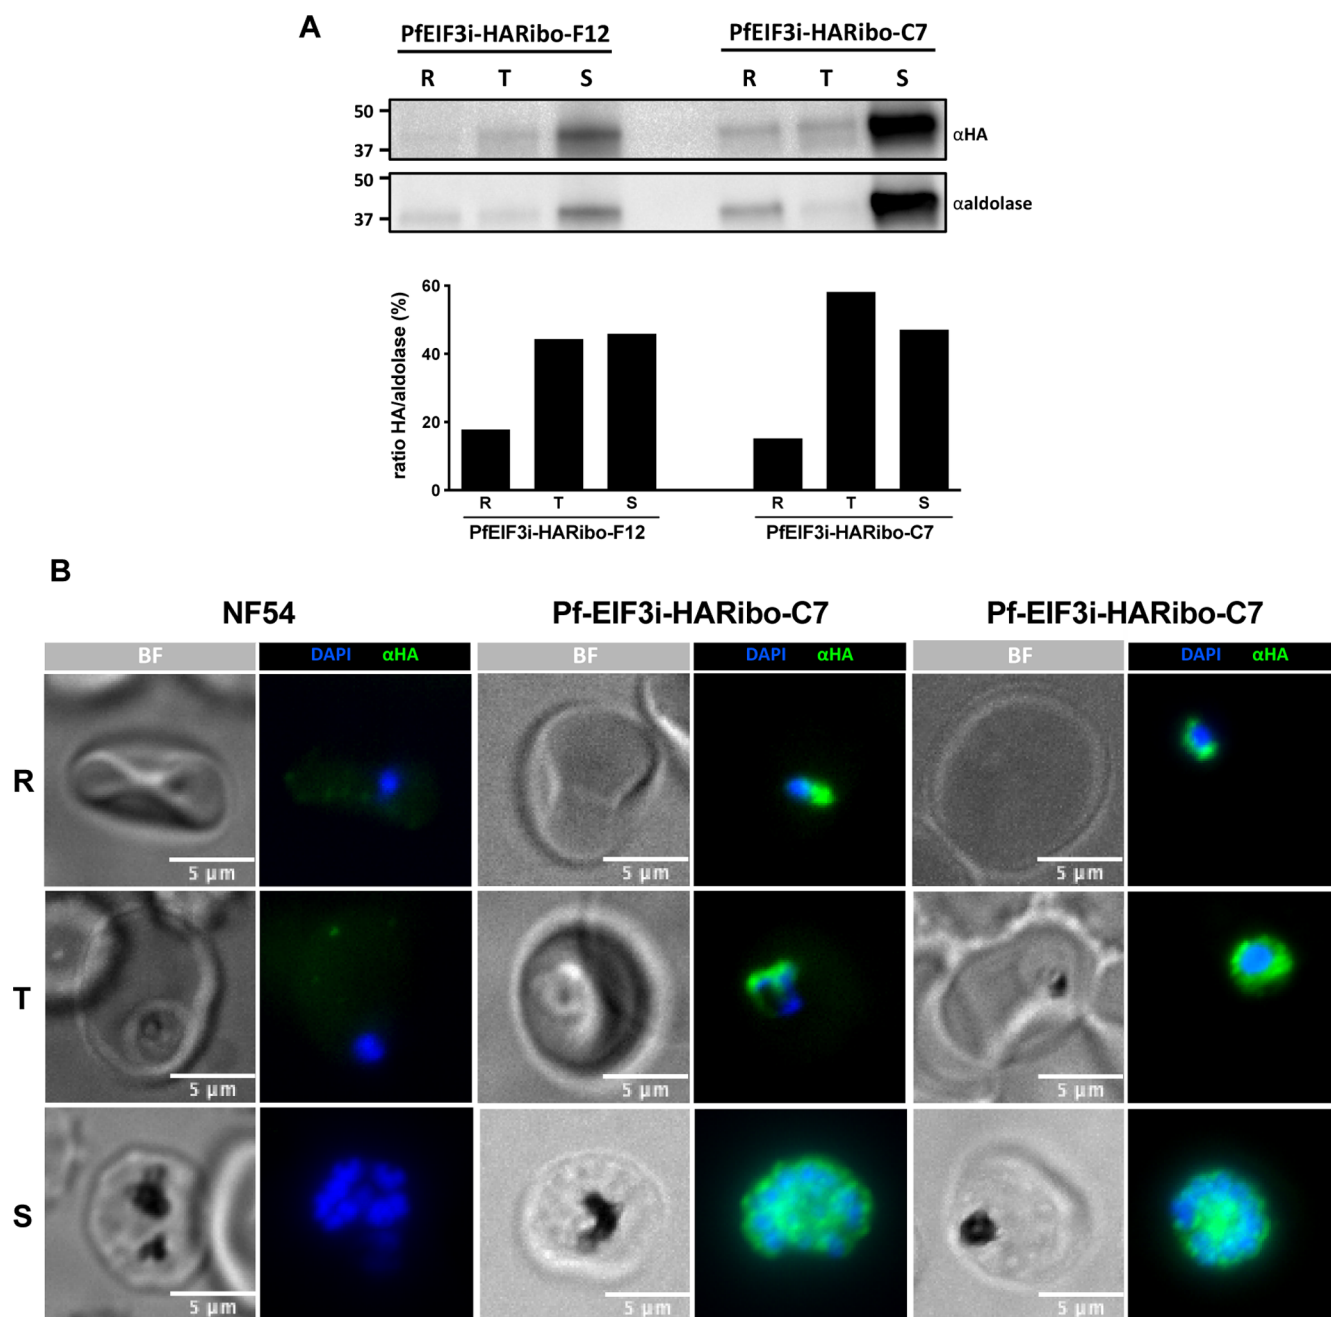 A
PfEIF3i-HARibo-F12 PfEIF3i-HARibo-C7
R T S R T S
50
αHA
37
50
αaldolase
37
ratio HA/aldolase (%)
60
40
20
0
R T S R T S
PfEIF3i-HARibo-F12 PfEIF3i-HARibo-C7
B
NF54 Pf-EIF3i-HARibo-C7 Pf-EIF3i-HARibo-C7
BF DAPI αHA BF DAPI αHA BF DAPI αHA
R
5 μm 5 μm 5 μm
T
5 μm 5 μm 5 μm
S
5 μm 5 μm 5 μm